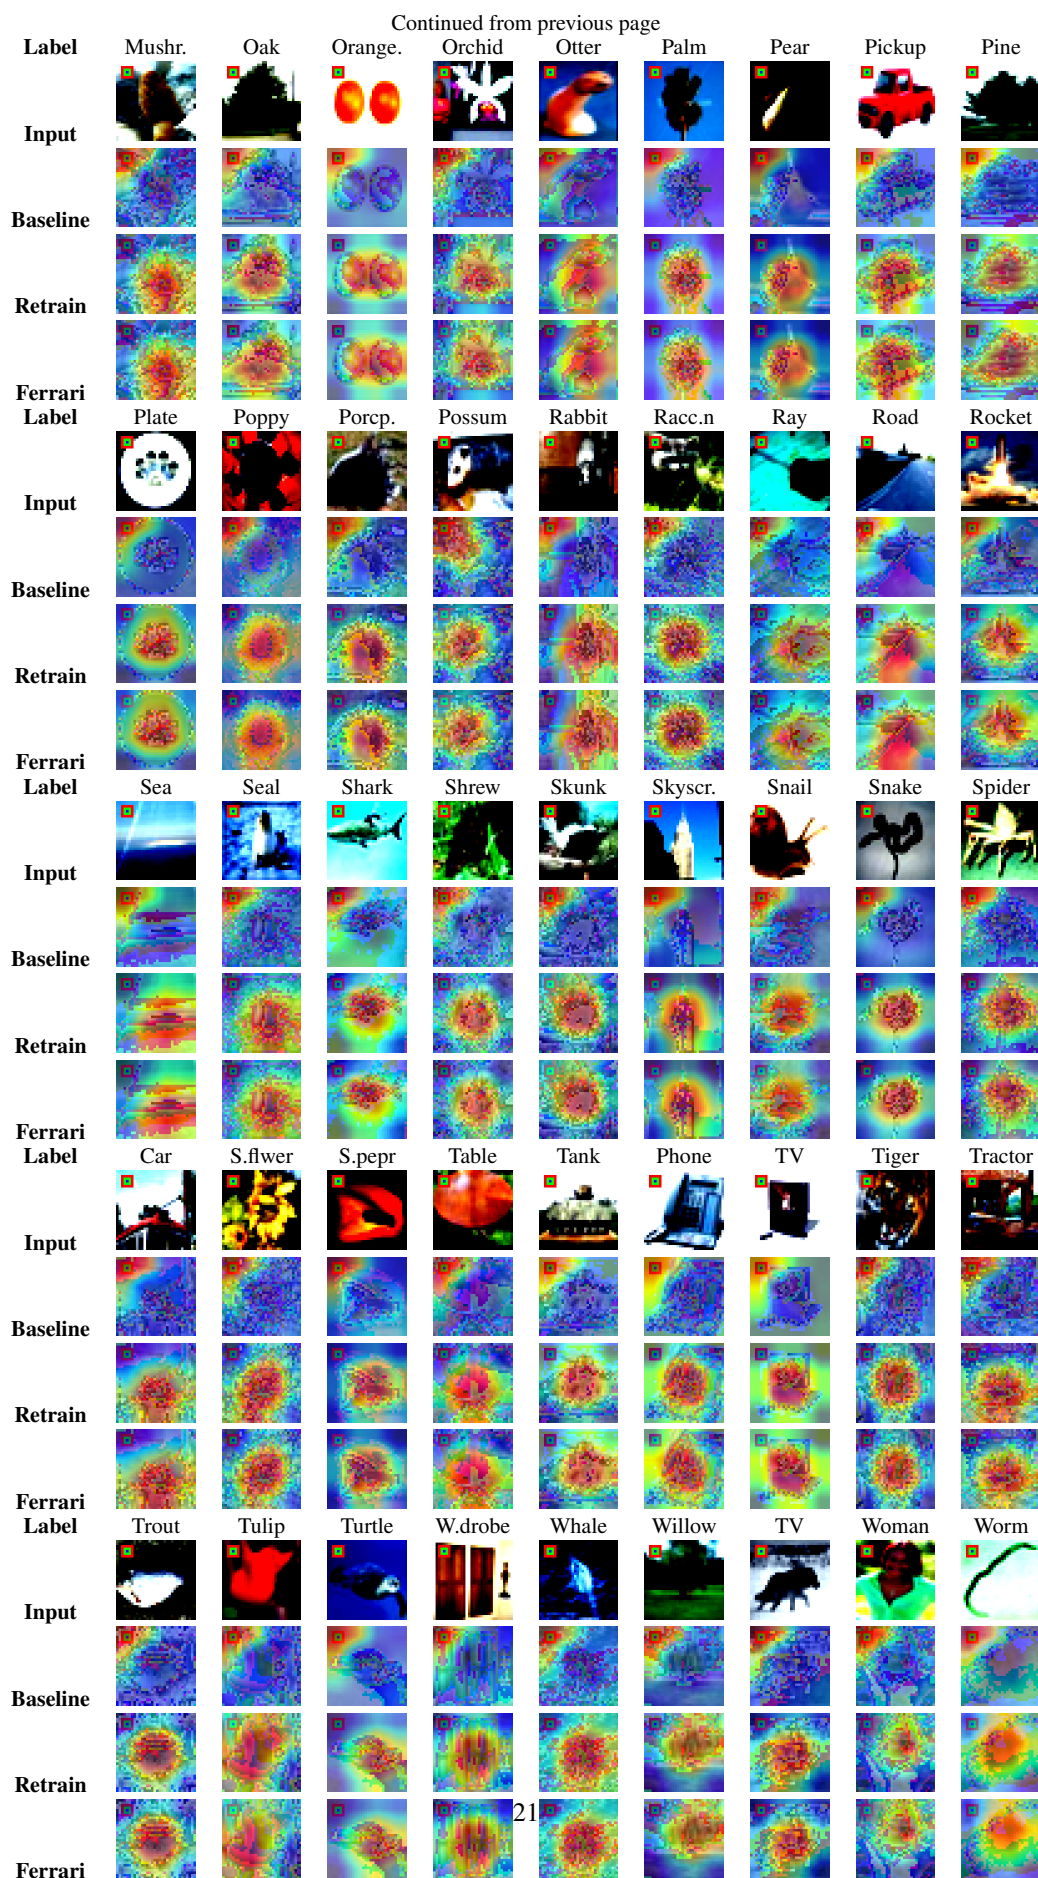 Continued from previous page
Label Mushr. Oak Orange. Orchid Otter Palm Pear Pickup Pine
Input
Baseline
Retrain
Ferrari
Label Plate Poppy Porcp. Possum Rabbit Racc.n Ray Road Rocket
Input
Baseline
Retrain
Ferrari
Label Sea Seal Shark Shrew Skunk Skyscr. Snail Snake Spider
Input
Baseline
Retrain
Ferrari
Label Car S.flwer S.pepr Table Tank Phone TV Tiger Tractor
Input
Baseline
Retrain
Ferrari
Label Trout Tulip Turtle W.drobe Whale Willow TV Woman Worm
Input
Baseline
Retrain
21
Ferrari